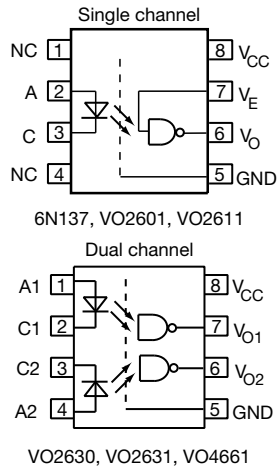 Single channel
NC 1 8 VCC
A 2 7 VE
C 3 6 VO
NC 4 5 GND
6N137, VO2601, VO2611
Dual channel
A1 1 8 VCC
C1 2 7 VO1
C2 3 6 VO2
A2 4 5 GND
VO2630, VO2631, VO4661